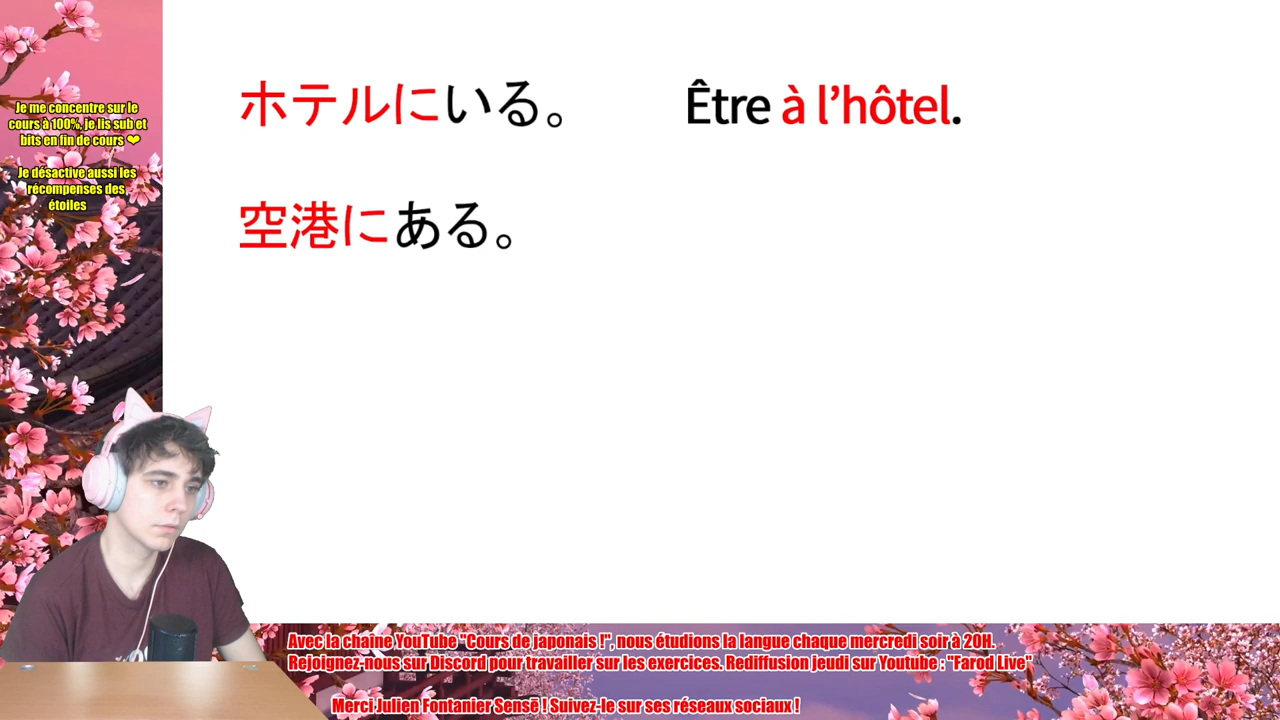 Je me concentre sur le
cours à 100%, je lis sub et
bits en fin de cours ❤
Je désactive aussi les
récompenses des
étoiles
ホテルにいる。 Être à l’hôtel.
空港にある。
Avec la chaîne YouTube "Cours de japonais !", nous étudions la langue chaque mercredi soir à 20H.
Rejoignez-nous sur Discord pour travailler sur les exercices. Rediffusion jeudi sur Youtube : "Farod Live"
Merci Julien Fontanier Sensē ! Suivez-le sur ses réseaux sociaux !